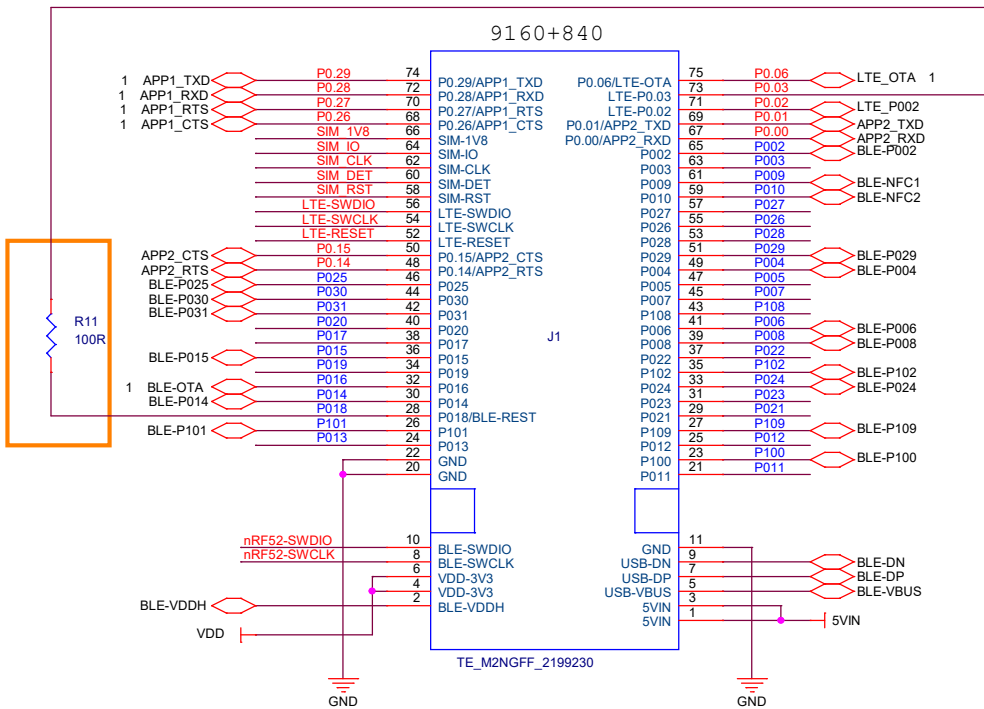 9160+840
1 APP1_TXD P0.29 74 P0.29/APP1_TXD P0.06/LTE-OTA 75 P0.06 LTE_OTA 1
1 APP1_RXD P0.28 72 P0.28/APP1_RXD LTE-P0.03 73 P0.03
1 APP1_RTS P0.27 70 P0.27/APP1_RTS LTE-P0.02 71 P0.02 LTE_P002
1 APP1_CTS P0.26 68 P0.26/APP1_CTS P0.01/APP2_TXD 69 P0.01 APP2_TXD
SIM_1V8 66 SIM-1V8 P0.00/APP2_RXD 67 P0.00 APP2_RXD
SIM_IO 64 SIM-IO P002 65 P002 BLE-P002
SIM_CLK 62 SIM-CLK P003 63 P003
SIM_DET 60 SIM-DET P009 61 P009 BLE-NFC1
SIM_RST 58 SIM-RST P010 59 P010 BLE-NFC2
LTE-SWDIO 56 LTE-SWDIO P027 57 P027
LTE-SWCLK 54 LTE-SWCLK P026 55 P026
LTE-RESET 52 LTE-RESET P028 53 P028
APP2_CTS P0.15 50 P0.15/APP2_CTS P029 51 P029 BLE-P029
APP2_RTS P0.14 48 P0.14/APP2_RTS P004 49 P004 BLE-P004
BLE-P025 P025 46 P025 P005 47 P005
BLE-P030 P030 44 P030 P007 45 P007
BLE-P031 P031 42 P031 P108 43 P108
R11 P020 40 P020 P006 41 P006 BLE-P006
100R P017 38 P017 J1 P008 39 P008 BLE-P008
BLE-P015 P015 36 P015 P022 37 P022
P019 34 P019 P102 35 P102 BLE-P102
1 BLE-OTA P016 32 P016 P024 33 P024 BLE-P024
BLE-P014 P014 30 P014 P023 31 P023
P018 28 P018/BLE-REST P021 29 P021
BLE-P101 P101 26 P101 P109 27 P109 BLE-P109
P013 24 P013 P012 25 P012
22 GND P100 23 P100 BLE-P100
20 GND P011 21 P011
nRF52-SWDIO 10 BLE-SWDIO GND 11
nRF52-SWCLK 8 BLE-SWCLK USB-DN 9 BLE-DN
6 VDD-3V3 USB-DP 7 BLE-DP
4 VDD-3V3 USB-VBUS 5 BLE-VBUS
BLE-VDDH 2 BLE-VDDH 5VIN 3
VDD 5VIN 1 5VIN
TE_M2NGFF_2199230
GND GND